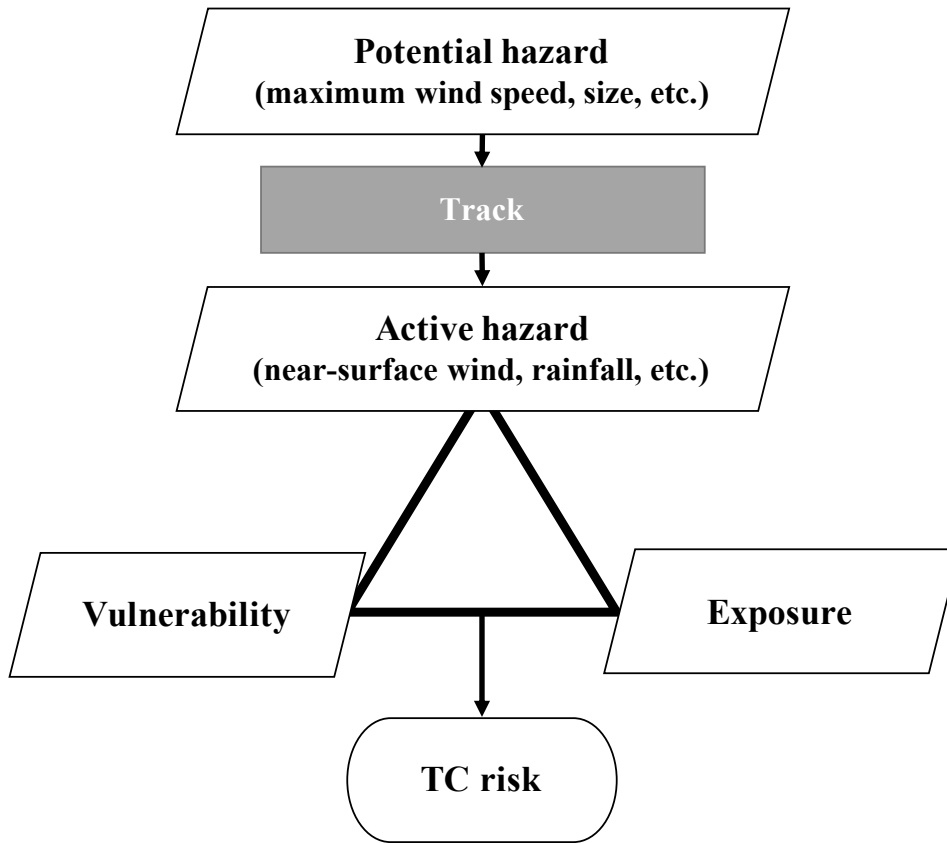 Potential hazard
(maximum wind speed, size, etc.)
Track
Active hazard
(near-surface wind, rainfall, etc.)
Vulnerability
Exposure
TC risk